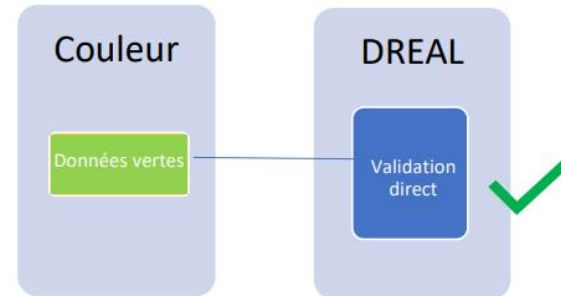 Couleur
DREAL
Données vertes
Validation
direct